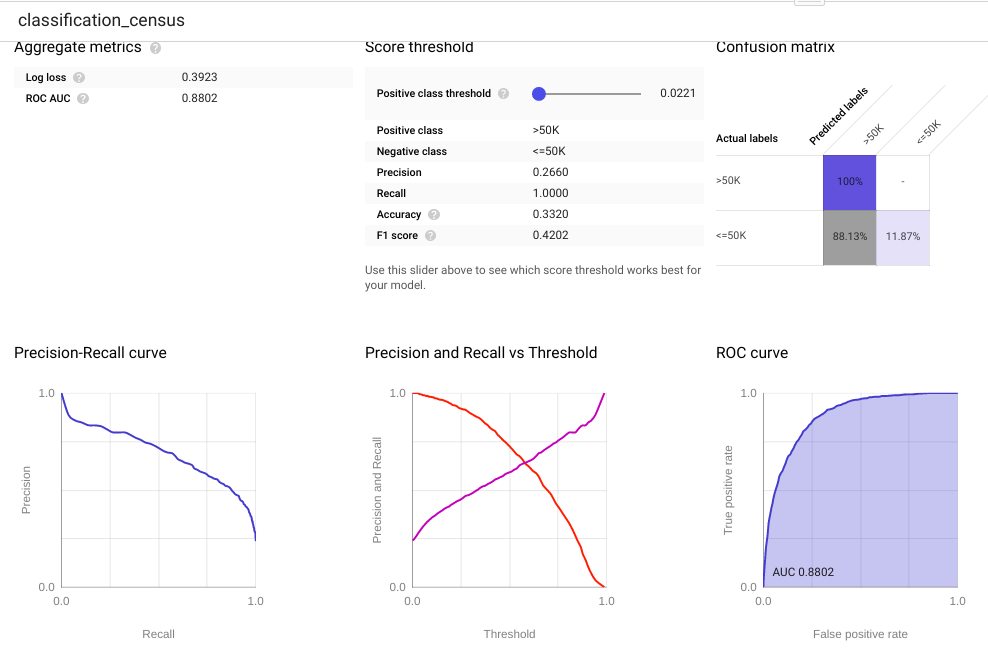 classification_census
Aggregate metrics ?
Log loss ? 0.3923
ROC AUC ? 0.8802
Score threshold
Positive class threshold ? 0.0221
Positive class >50K
Negative class <=50K
Precision 0.2660
Recall 1.0000
Accuracy ? 0.3320
F1 score ? 0.4202
Use this slider above to see which score threshold works best for
your model.
Confusion matrix
Actual labels Predicted labels >50K <=50K
>50K 100% -
<=50K 88.13% 11.87%
Precision-Recall curve
1.0
Precision
0.0
0.0 1.0
Recall
Precision and Recall vs Threshold
1.0
Precision and Recall
0.0
0.0 1.0
Threshold
ROC curve
1.0
True positive rate
AUC 0.8802
0.0
0.0 1.0
False positive rate